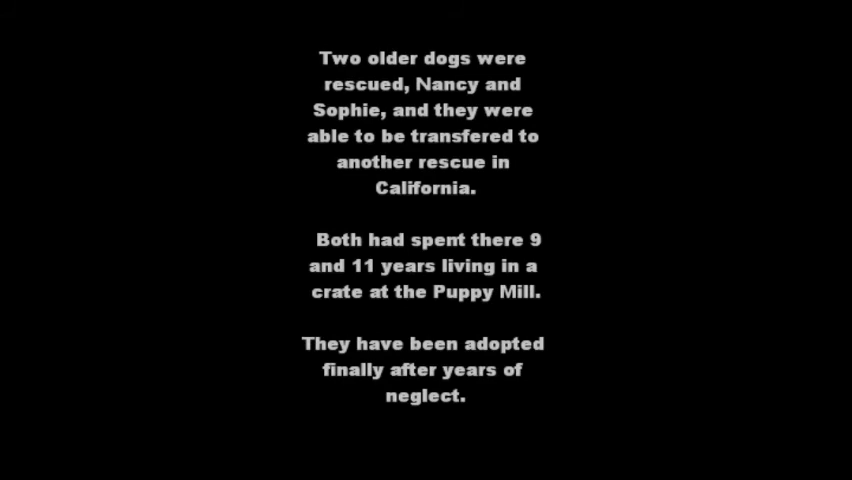 Two older dogs were
rescued, Nancy and
Sophie, and they were
able to be transfered to
another rescue in
California.
Both had spent there 9
and 11 years living in a
crate at the Puppy Mill.
They have been adopted
finally after years of
neglect.